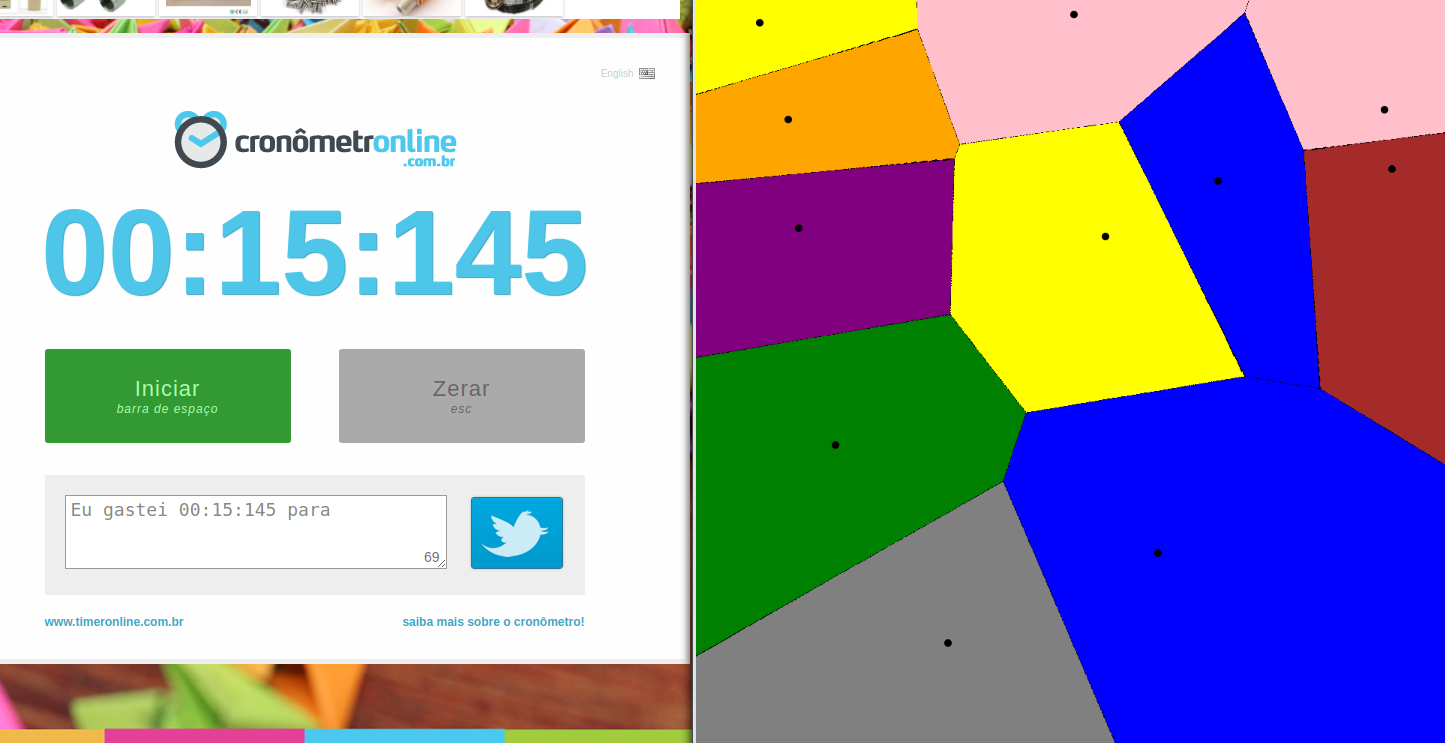 English
cronômetronline
.com.br
00:15:145
Iniciar
barra de espaço
Zerar
esc
Eu gastei 00:15:145 para
69
www.timeronline.com.br
saiba mais sobre o cronômetro!